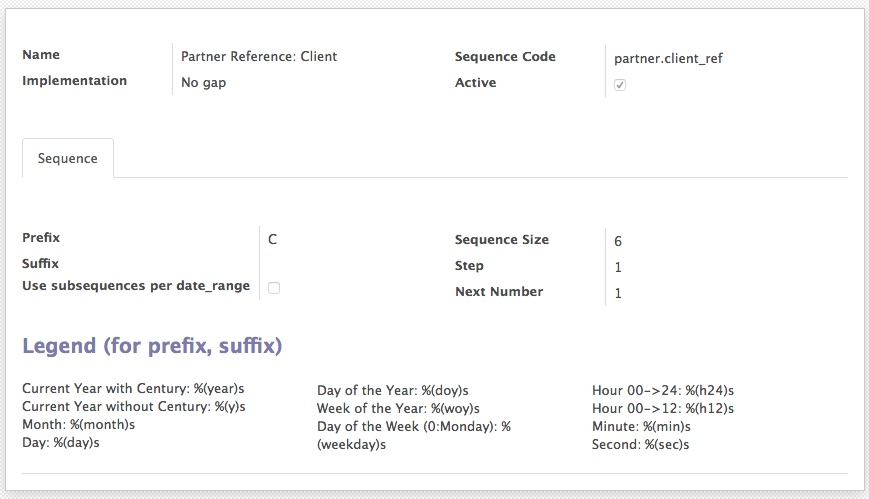 Name Partner Reference: Client Sequence Code partner.client_ref
Implementation No gap Active
Sequence
Prefix C Sequence Size 6
Suffix Step 1
Use subsequences per date_range Next Number 1
Legend (for prefix, suffix)
Current Year with Century: %(year)s
Current Year without Century: %(y)s
Month: %(month)s
Day: %(day)s
Day of the Year: %(doy)s
Week of the Year: %(woy)s
Day of the Week (0:Monday): %
(weekday)s
Hour 00->24: %(h24)s
Hour 00->12: %(h12)s
Minute: %(min)s
Second: %(sec)s